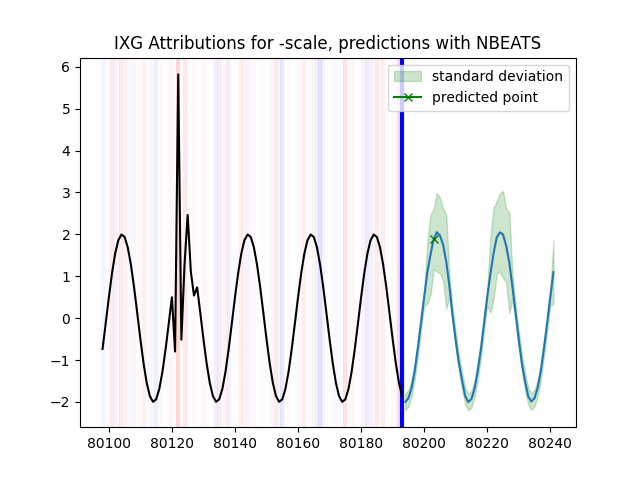 IXG Attributions for -scale, predictions with NBEATS
6
5
4
3
2
1
0
−1
−2
standard deviation
predicted point
80100 80120 80140 80160 80180 80200 80220 80240